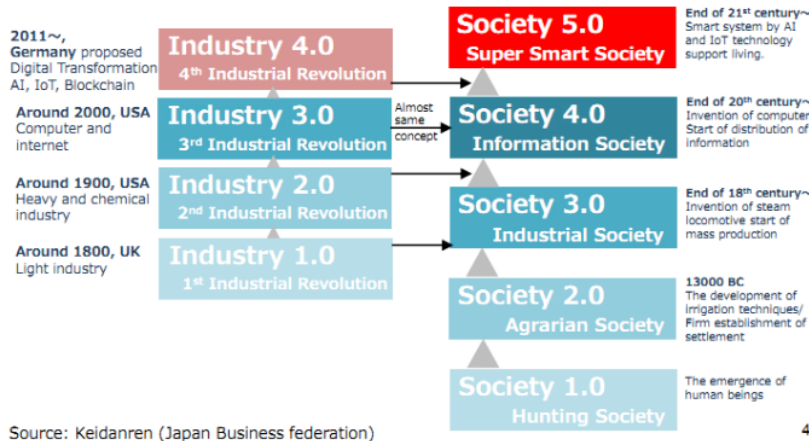 2011~,
Germany proposed
Digital Transformation
AI, IoT, Blockchain
Industry 4.0
4th Industrial Revolution
Around 2000, USA
Computer and
internet
Industry 3.0
3rd Industrial Revolution
Around 1900, USA
Heavy and chemical
industry
Industry 2.0
2nd Industrial Revolution
Around 1800, UK
Light industry
Industry 1.0
1st Industrial Revolution
Almost
same
concept
Society 5.0
Super Smart Society
End of 21st century~
Smart system by AI
and IoT technology
support living.
Society 4.0
Information Society
End of 20th century~
Invention of computer
Start of distribution of
information
Society 3.0
Industrial Society
End of 18th century~
Invention of steam
locomotive start of
mass production
Society 2.0
Agrarian Society
13000 BC
The development of
irrigation techniques/
Firm establishment of
settlement
Society 1.0
Hunting Society
The emergence of
human beings
Source: Keidanren (Japan Business federation)
4